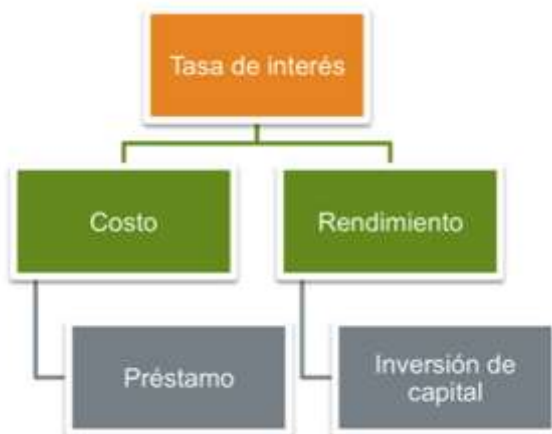 Tasa de interés
Costo
Rendimiento
Préstamo
Inversión de
capital